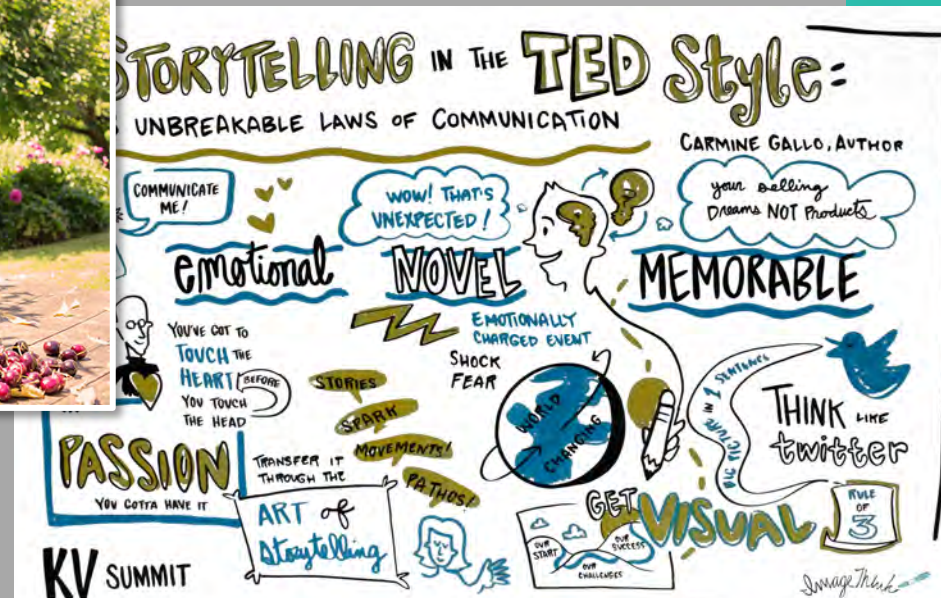 STORYTELLING IN THE TED Style:
UNBREAKABLE LAWS OF COMMUNICATION
CARMINE GALLO, AUTHOR
COMMUNICATE
ME!
emotional
YOU'VE GOT TO
TOUCH THE
HEART BEFORE
YOU TOUCH
THE HEAD
PASSION
YOU GOTTA HAVE IT
TRANSFER IT
THROUGH THE
ART of
Storytelling
KV SUMMIT
WOW! THAT'S
UNEXPECTED!
NOVEL
EMOTIONALLY
CHARGED EVENT
SHOCK
FEAR
STORIES
SPARK
MOVEMENTS!
PATHOS!
WORLD
CHANGING
your selling
Dreams NOT Products
MEMORABLE
BIG PICTURE IN 1 SENTENCE
THINK LIKE
twitter
RULE
OF
3
GET VISUAL
OUR
START
OUR
SUCCESS
OUR
CHALLENGES
ImageThink